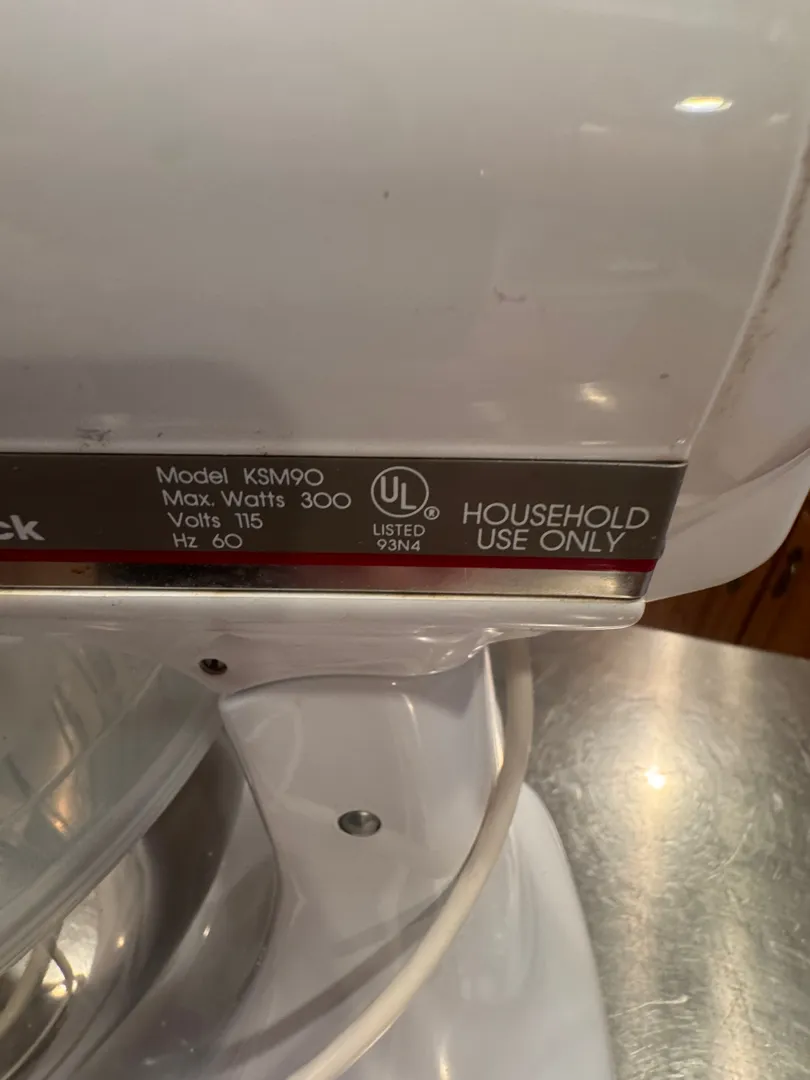 ck
Model KSM90
Max. Watts 300
Volts 115
Hz 60
UL®
LISTED
93N4
HOUSEHOLD
USE ONLY